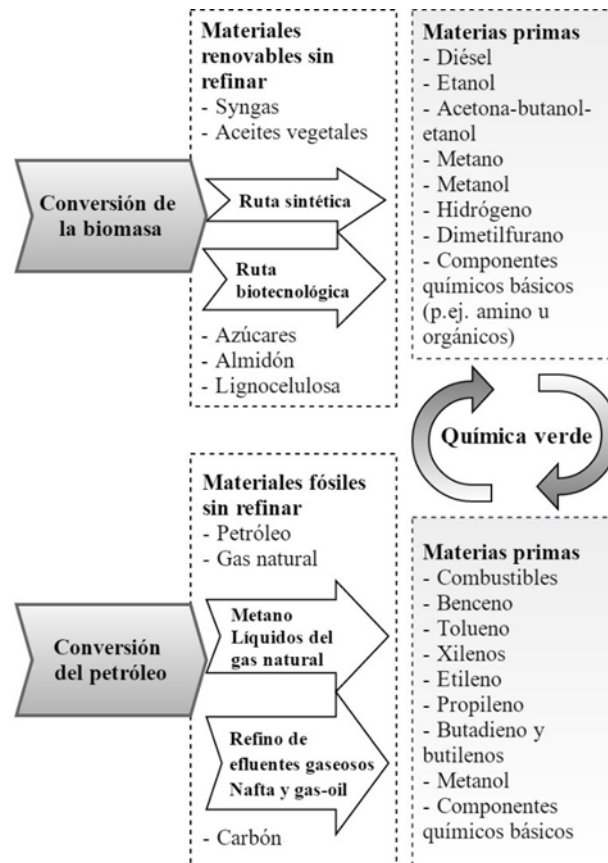 Materiales
renovables sin
refinar
- Syngas
- Aceites vegetales
Conversión de
la biomasa
Ruta sintética
Ruta
biotecnológica
- Azúcares
- Almidón
- Lignocelulosa
Materias primas
- Diésel
- Etanol
- Acetona-butanol-
etanol
- Metano
- Metanol
- Hidrógeno
- Dimetilfurano
- Componentes
químicos básicos
(p.ej. amino u
orgánicos)
Química verde
Materiales fósiles
sin refinar
- Petróleo
- Gas natural
Conversión
del petróleo
Metano
Líquidos del
gas natural
Refino de
efluentes gaseosos
Nafta y gas-oil
- Carbón
Materias primas
- Combustibles
- Benceno
- Tolueno
- Xilenos
- Etileno
- Propileno
- Butadieno y
butilenos
- Metanol
- Componentes
químicos básicos